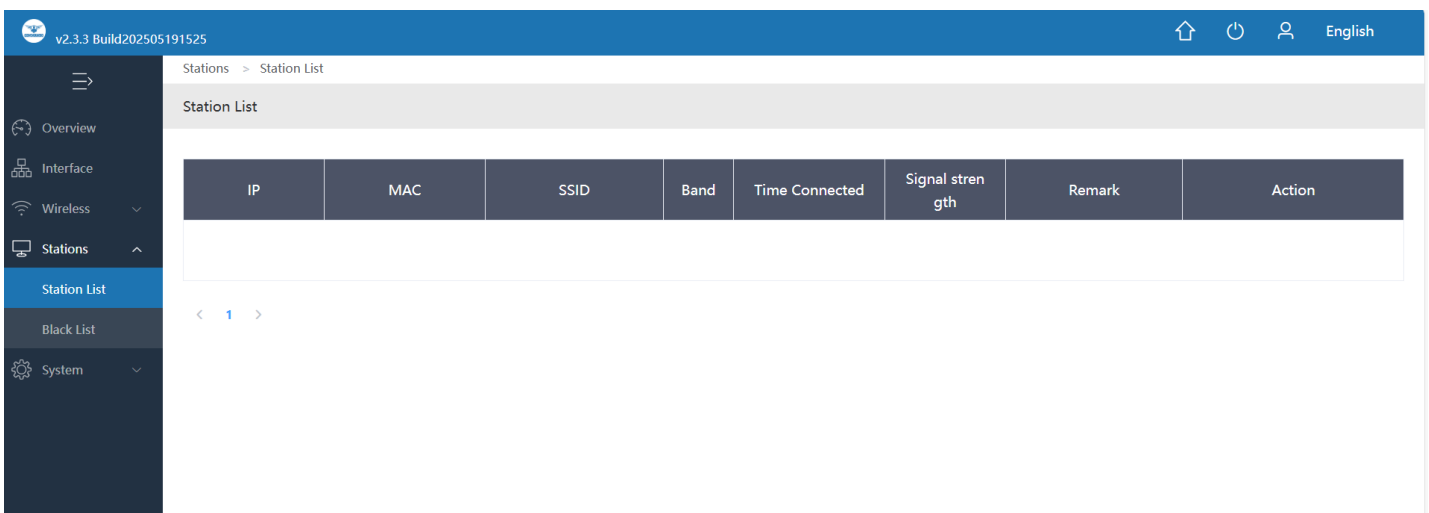 v2.3.3 Build202505191525
English
Stations > Station List
Station List
Overview
Interface
Wireless
Stations
Station List
Black List
System
IP MAC SSID Band Time Connected Signal stren
gth Remark Action
< 1 >